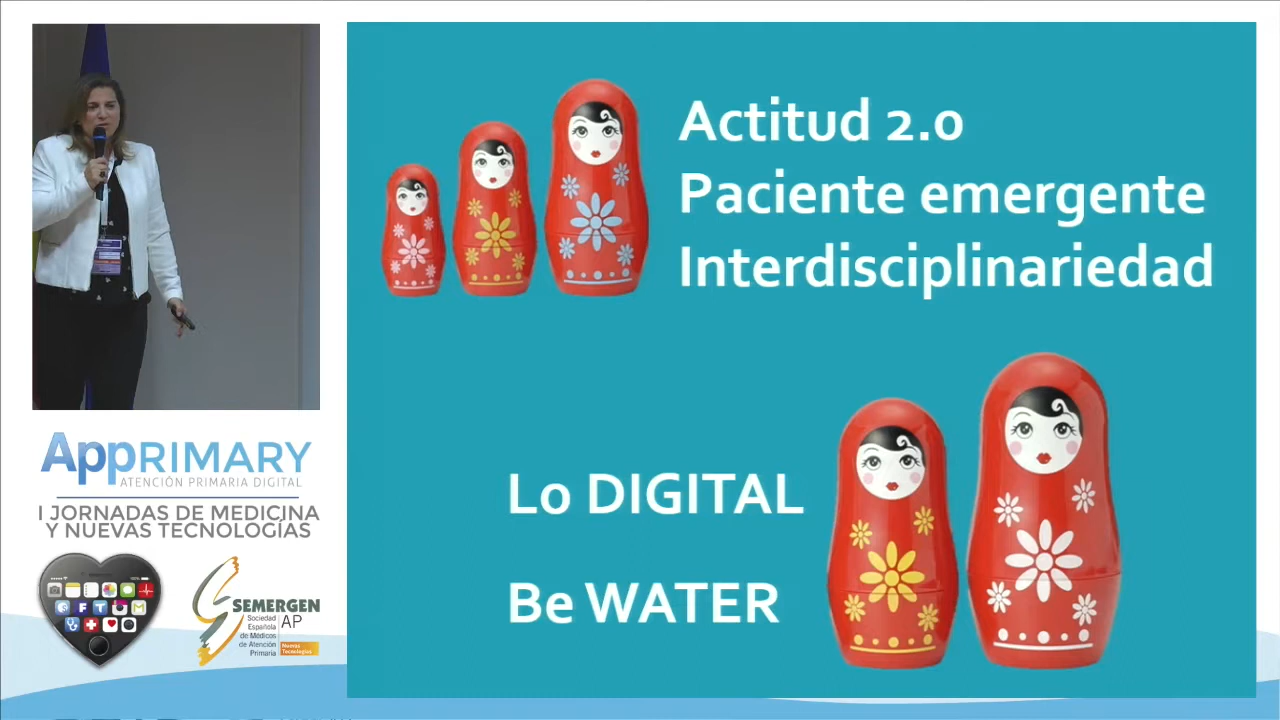 Actitud 2.0
Paciente emergente
Interdisciplinariedad
Lo DIGITAL
Be WATER
AppRIMARY
ATENCIÓN PRIMARIA DIGITAL
I JORNADAS DE MEDICINA
Y NUEVAS TECNOLOGÍAS
SEMERGEN
AP
Sociedad
Española
de Médicos
de Atención
Primaria
Nuevas
Tecnologías